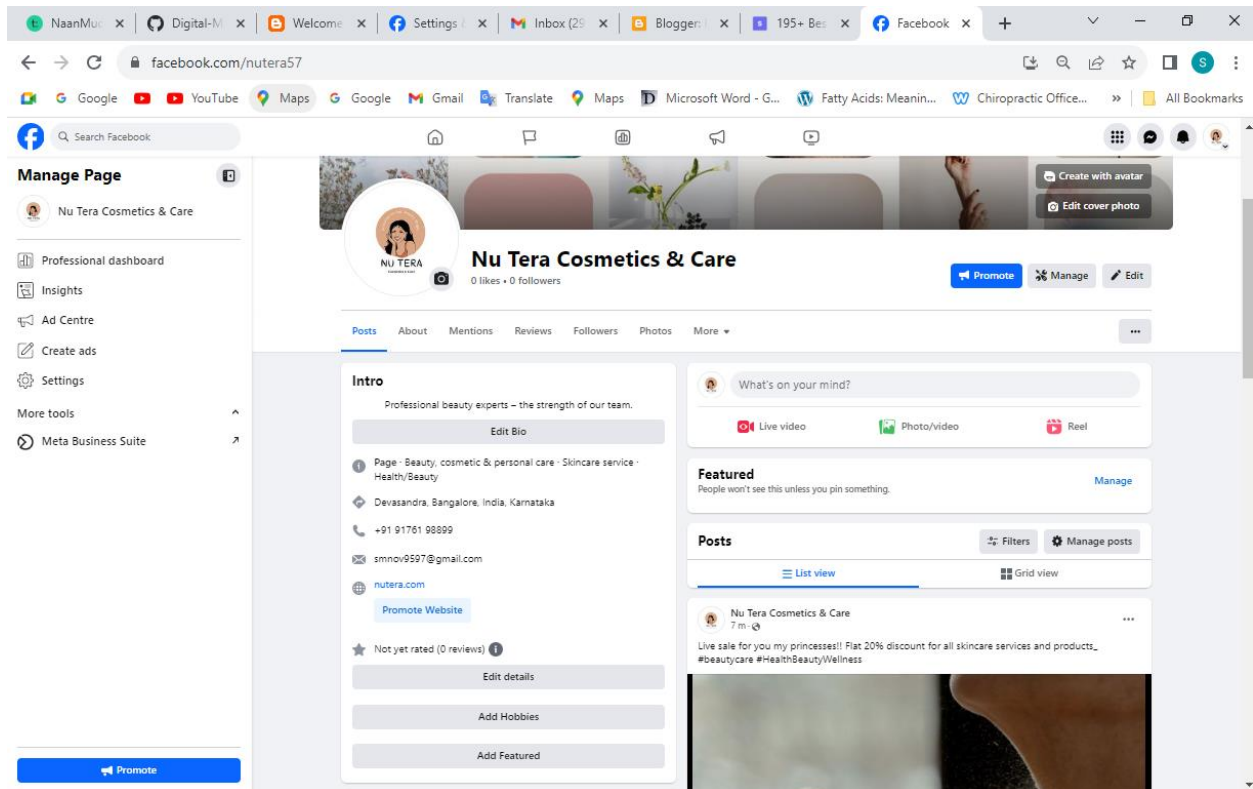 NaanMu
Digital-M
Welcome
Settings &
Inbox (29
Blogger:
195+ Bes
Facebook
facebook.com/nutera57
S
Google
YouTube
Maps
Google
Gmail
Translate
Maps
Microsoft Word - G...
Fatty Acids: Meanin...
Chiropractic Office...
»
All Bookmarks
Search Facebook
Manage Page
Nu Tera Cosmetics & Care
Professional dashboard
Insights
Ad Centre
Create ads
Settings
More tools
Meta Business Suite
Promote
Create with avatar
Edit cover photo
NU TERA
Nu Tera Cosmetics & Care
0 likes • 0 followers
Promote
Manage
Edit
Posts
About
Mentions
Reviews
Followers
Photos
More
...
Intro
Professional beauty experts – the strength of our team.
Edit Bio
Page · Beauty, cosmetic & personal care · Skincare service ·
Health/Beauty
Devasandra, Bangalore, India, Karnataka
+91 91761 98899
smnov9597@gmail.com
nutera.com
Promote Website
Not yet rated (0 reviews)
Edit details
Add Hobbies
Add Featured
What's on your mind?
Live video
Photo/video
Reel
Featured
People won't see this unless you pin something.
Manage
Posts
Filters
Manage posts
List view
Grid view
Nu Tera Cosmetics & Care
7 m ·
...
Live sale for you my princesses!! Flat 20% discount for all skincare services and products_
#beautycare #HealthBeautyWellness